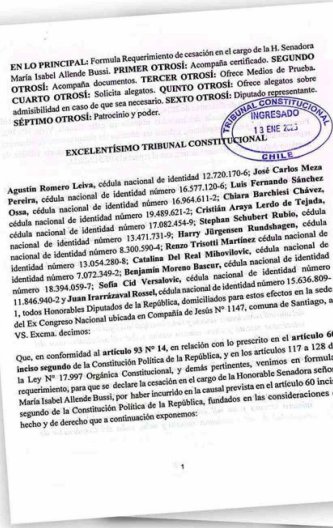 EN LO PRINCIPAL: Formula Requerimiento de cesación en el cargo de la H. Senadora
María Isabel Allende Bussi. PRIMER OTROSÍ: Acompaña certificado. SEGUNDO
OTROSÍ: Acompaña documentos. TERCER OTROSÍ: Ofrece Medios de Prueba.
CUARTO OTROSÍ: Solicita alegatos. QUINTO OTROSÍ: Ofrece alegatos sobre
admisibilidad en caso de que sea necesario. SEXTO OTROSÍ: Diputado representante.
SÉPTIMO OTROSÍ: Patrocinio y poder.
TRIBUNAL CONSTITUCIONAL
INGRESADO
13 ENE
CHILE
EXCELENTÍSIMO TRIBUNAL CONSTITUCIONAL
Agustín Romero Leiva, cédula nacional de identidad 12.720.170-6; José Carlos Meza
Pereira, cédula nacional de identidad número 16.577.120-6; Luis Fernando Sánchez
Ossa, cédula nacional de identidad número 16.964.611-2; Chiara Barchiesi Chávez,
cédula nacional de identidad número 19.489.621-2; Cristián Araya Lerdo de Tejada,
cédula nacional de identidad número 17.082.454-9; Stephan Schubert Rubio, cédula
nacional de identidad número 13.471.731-9; Harry Jürgensen Rundshagen, cédula
nacional de identidad número 8.300.590-4; Renzo Trisotti Martínez cédula nacional de
identidad número 13.054.280-8; Catalina Del Real Mihovilovic, cédula nacional de
identidad número 7.072.349-2; Benjamín Moreno Bascur, cédula nacional de identidad
número 18.394.059-7; Sofía Cid Versalovic, cédula nacional de identidad número
11.846.940-2 y Juan Irarrázaval Rossel, cédula nacional de identidad número 15.636.809-
1, todos Honorables Diputados de la República, domiciliados para estos efectos en la sede
del Ex Congreso Nacional ubicada en Compañía de Jesús N° 1147, comuna de Santiago, a
VS. Excma. decimos:
Que, en conformidad al artículo 93 N° 14, en relación con lo prescrito en el artículo 60
inciso segundo de la Constitución Política de la República, y en los artículos 117 a 128 d
la Ley N° 17.997 Orgánica Constitucional, y demás pertinentes, venimos en formula
requerimiento, para que se declare la cesación en el cargo de la Honorable Senadora señor
María Isabel Allende Bussi, por haber incurrido en la causal prevista en el artículo 60 inci
segundo de la Constitución Política de la República, fundados en las consideraciones
hecho y de derecho que a continuación exponemos:
1